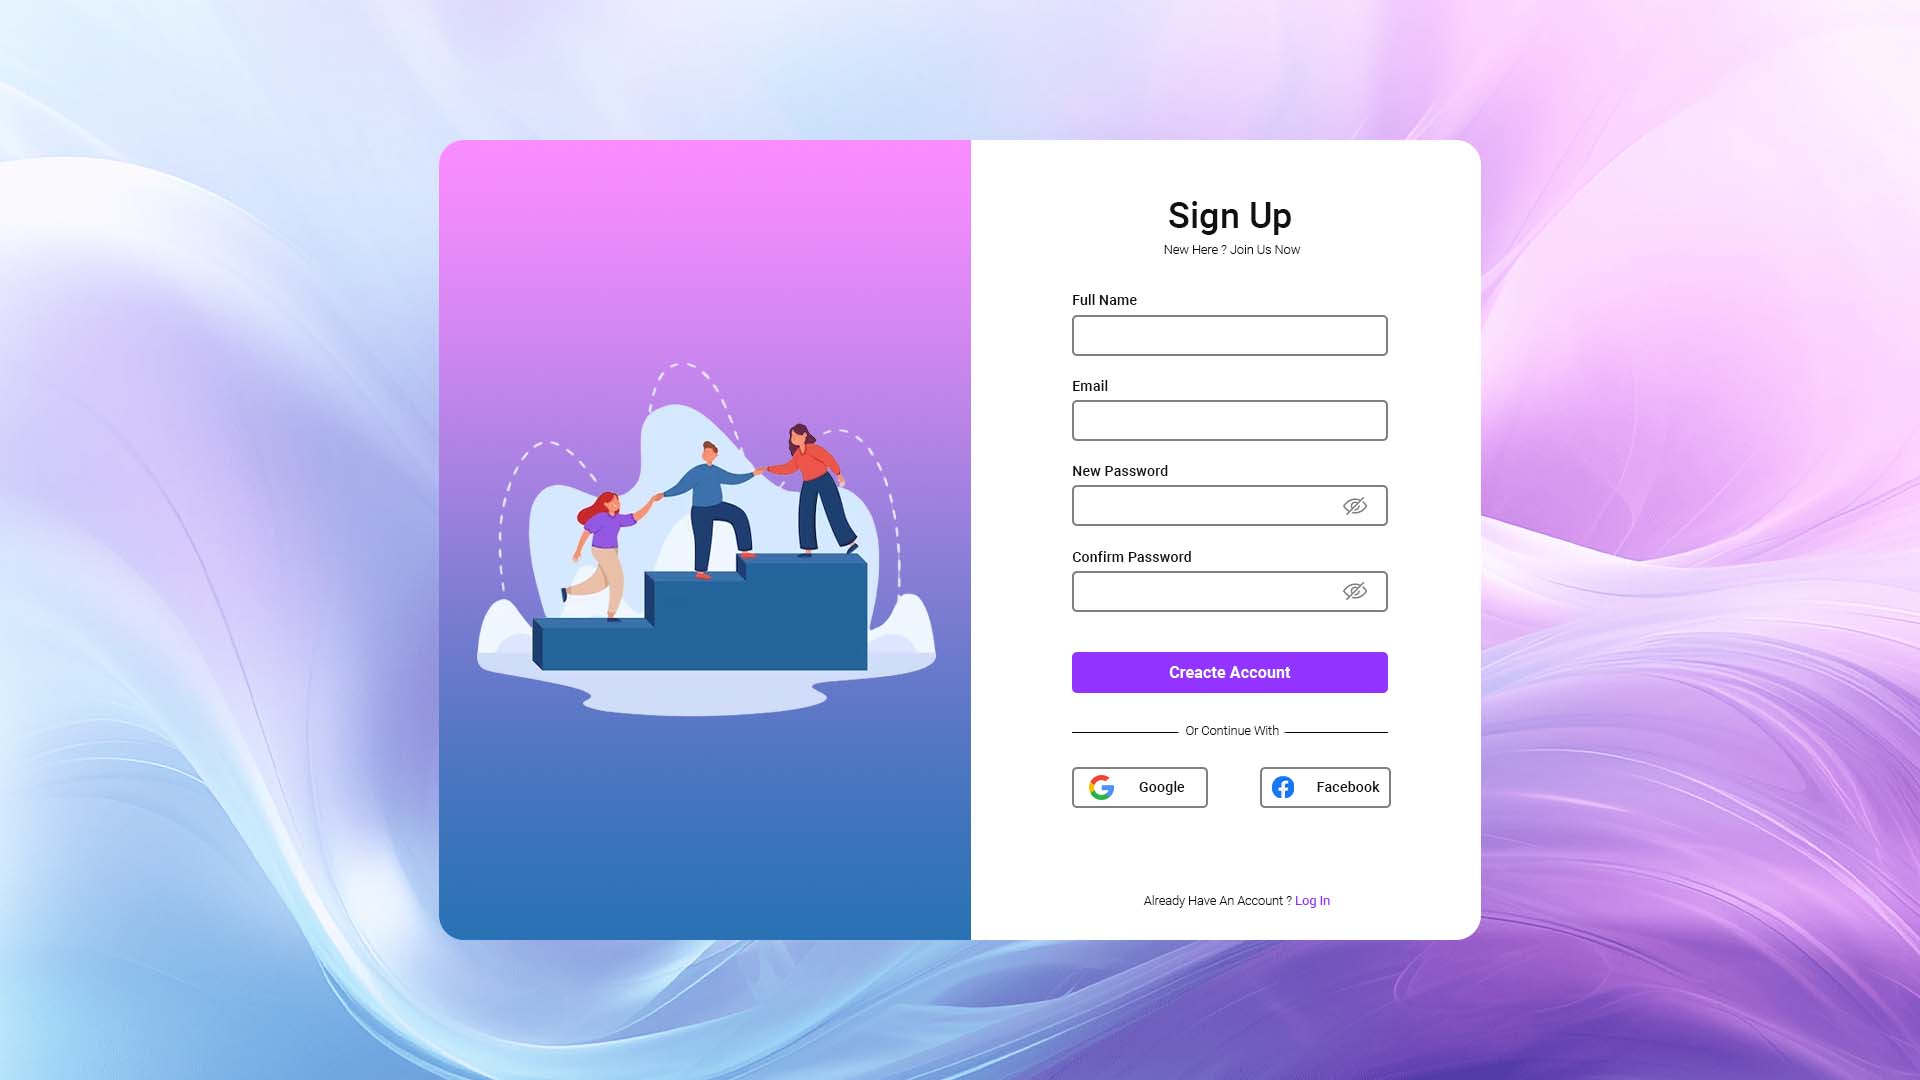 Sign Up
New Here ? Join Us Now
Full Name
Email
New Password
Confirm Password
Creacte Account
Or Continue With
Google
Facebook
Already Have An Account ? Log In